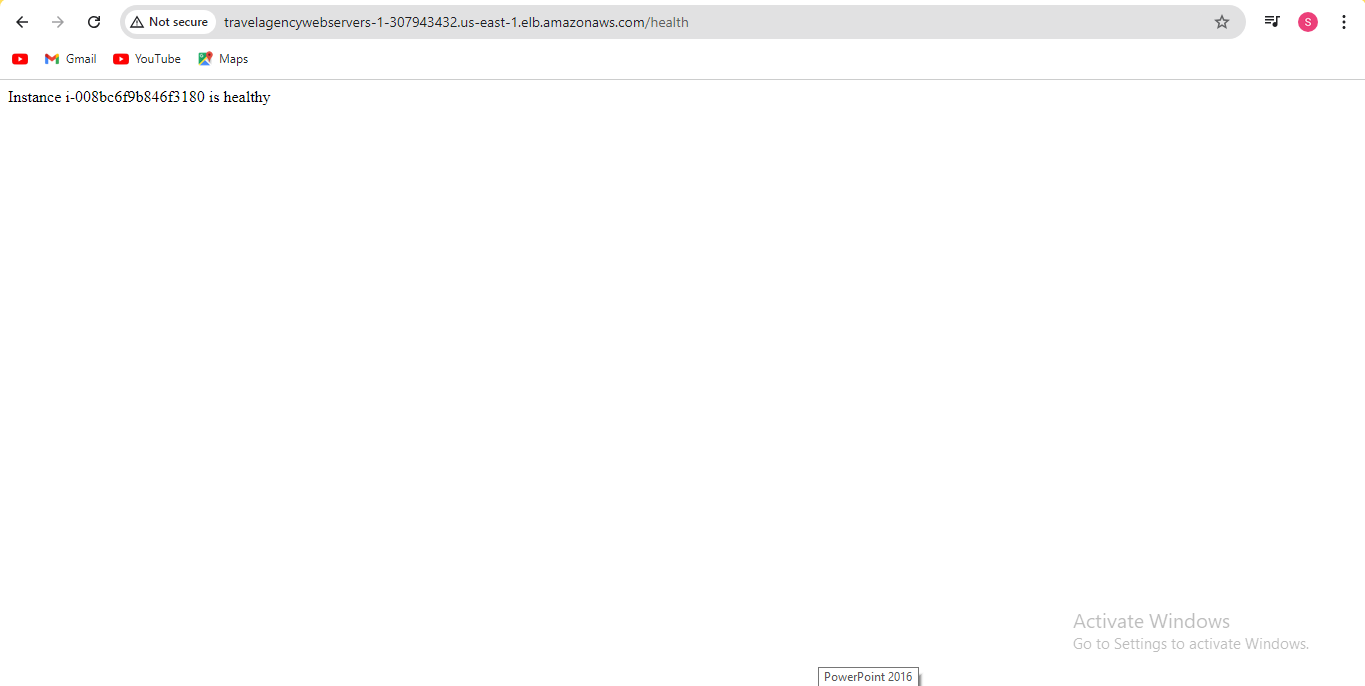 Not secure travelagencywebservers-1-307943432.us-east-1.elb.amazonaws.com/health S
Gmail YouTube Maps
Instance i-008bc6f9b846f3180 is healthy
Activate Windows
Go to Settings to activate Windows.
PowerPoint 2016